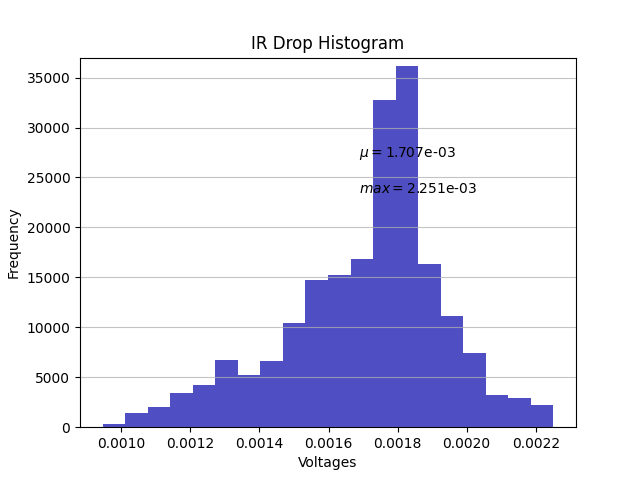 IR Drop Histogram
35000
30000
25000
20000
15000
10000
5000
0
Frequency
μ = 1.707e-03
max = 2.251e-03
0.0010 0.0012 0.0014 0.0016 0.0018 0.0020 0.0022
Voltages